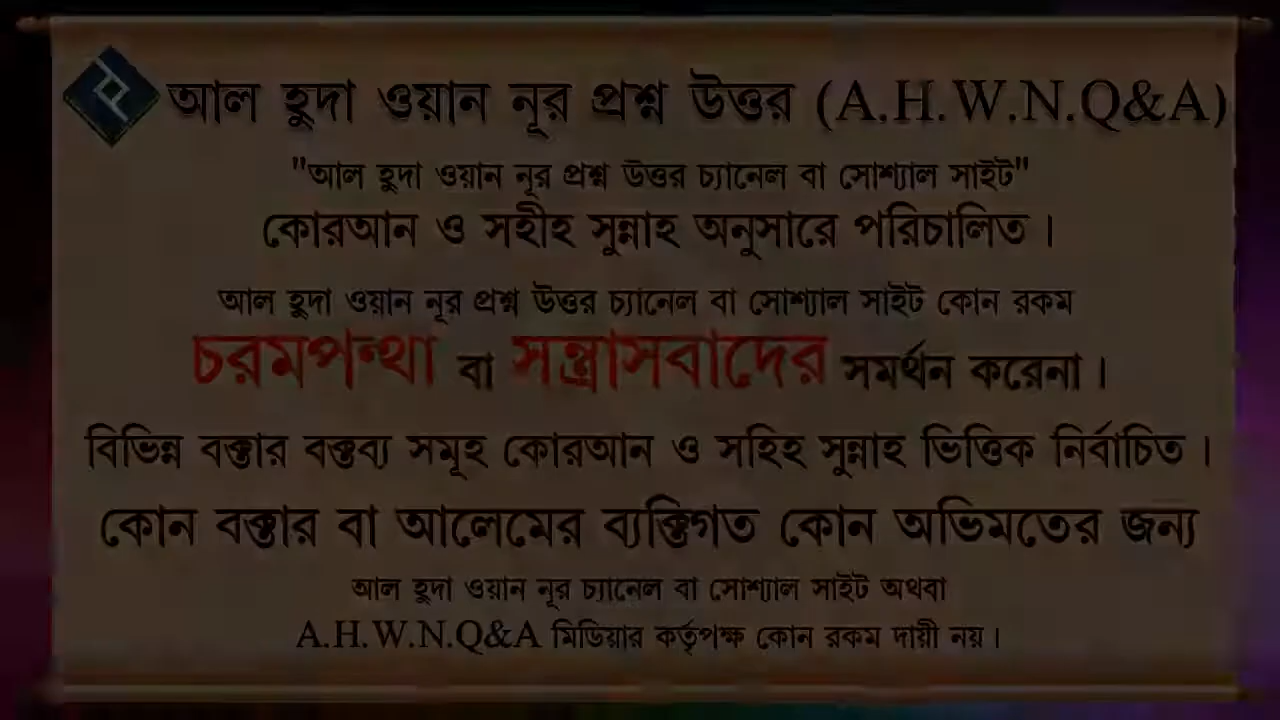 আল হুদা ওয়ান নূর প্রশ্ন উত্তর (A.H.W.N.Q&A)
"আল হুদা ওয়ান নূর প্রশ্ন উত্তর চ্যানেল বা সোশ্যাল সাইট"
কোরআন ও সহীহ সুন্নাহ অনুসারে পরিচালিত।
আল হুদা ওয়ান নূর প্রশ্ন উত্তর চ্যানেল বা সোশ্যাল সাইট কোন রকম
চরমপন্থা বা সন্ত্রাসবাদের সমর্থন করেনা।
বিভিন্ন বক্তার বক্তব্য সমূহ কোরআন ও সহিহ সুন্নাহ ভিত্তিক নির্বাচিত।
কোন বক্তার বা আলেমের ব্যক্তিগত কোন অভিমতের জন্য
আল হুদা ওয়ান নূর চ্যানেল বা সোশ্যাল সাইট অথবা
A.H.W.N.Q&A মিডিয়ার কর্তৃপক্ষ কোন রকম দায়ী নয়।